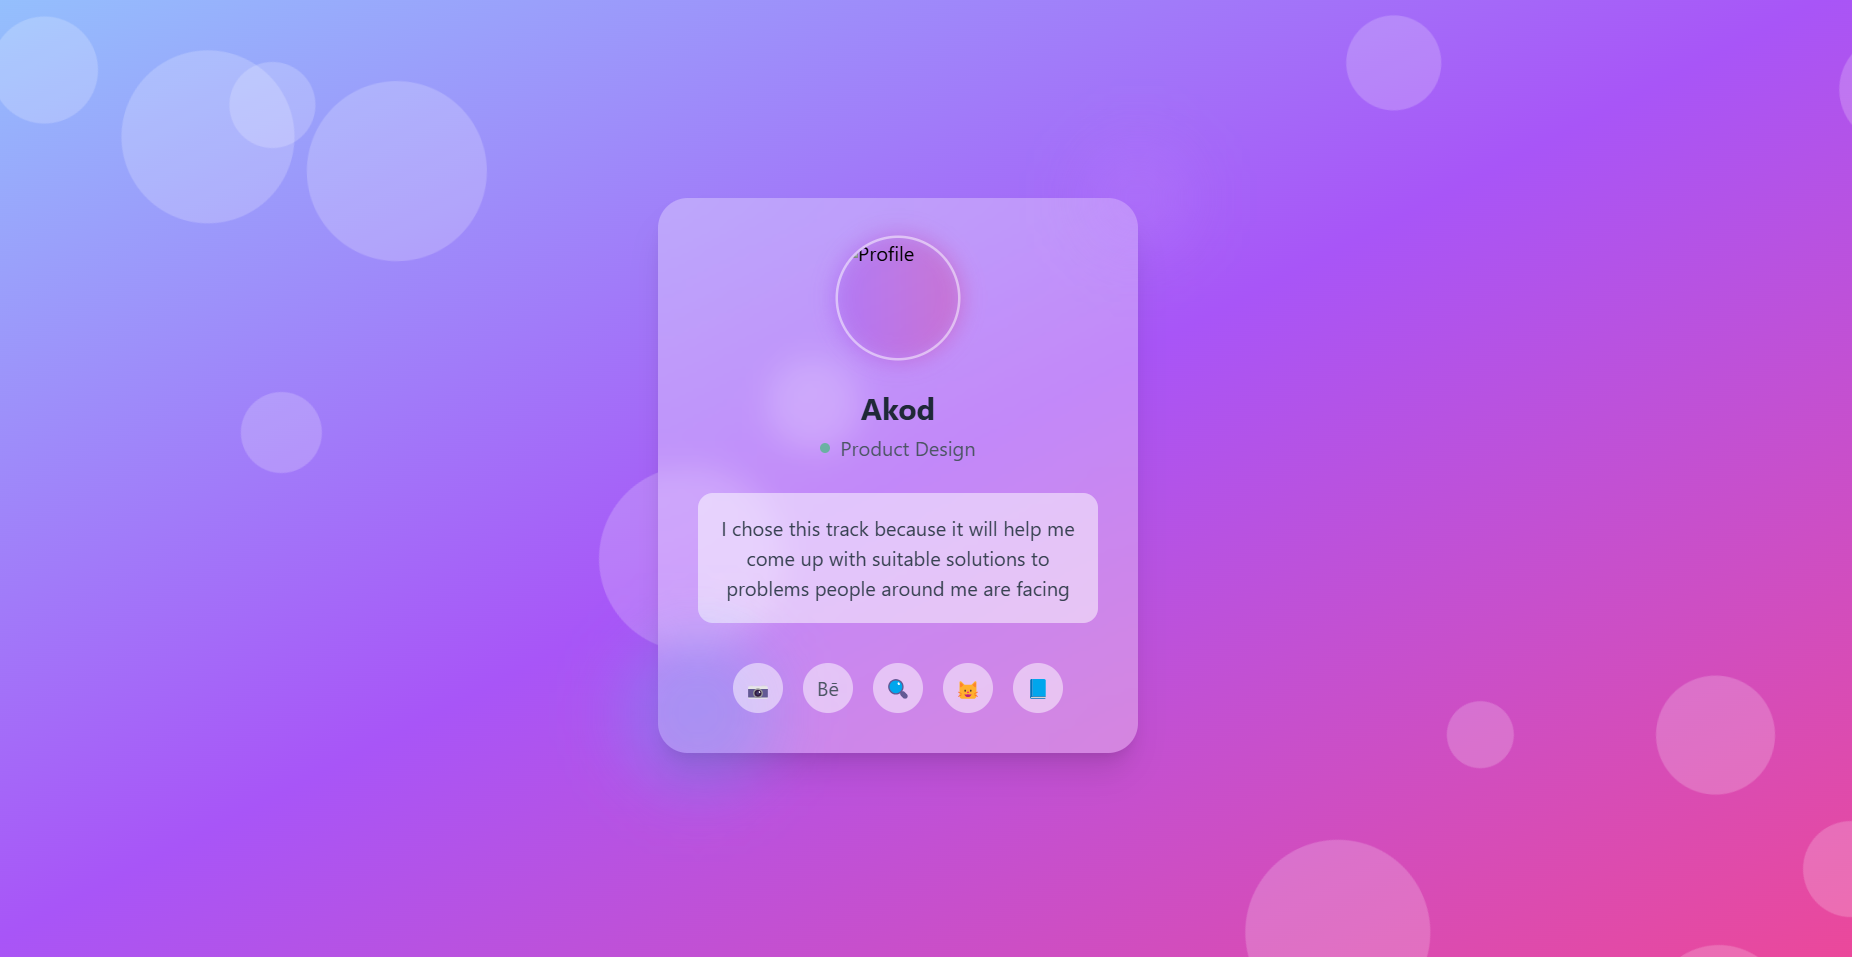 Profile
Akod
Product Design
I chose this track because it will help me
come up with suitable solutions to
problems people around me are facing
Bē